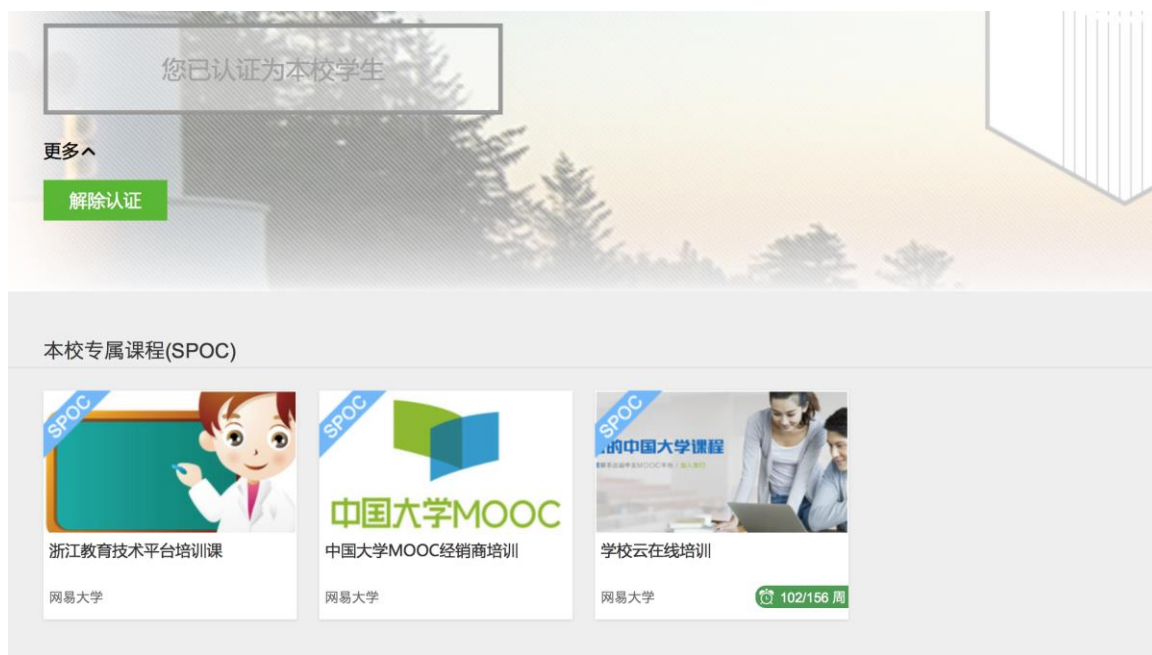 您已认证为本校学生
更多
解除认证
本校专属课程(SPOC)
SPOC
SPOC
中国大学MOOC
SPOC
的中国大学课程
浙江教育技术平台培训课
中国大学MOOC经销商培训
学校云在线培训
网易大学
网易大学
网易大学
102/156 周